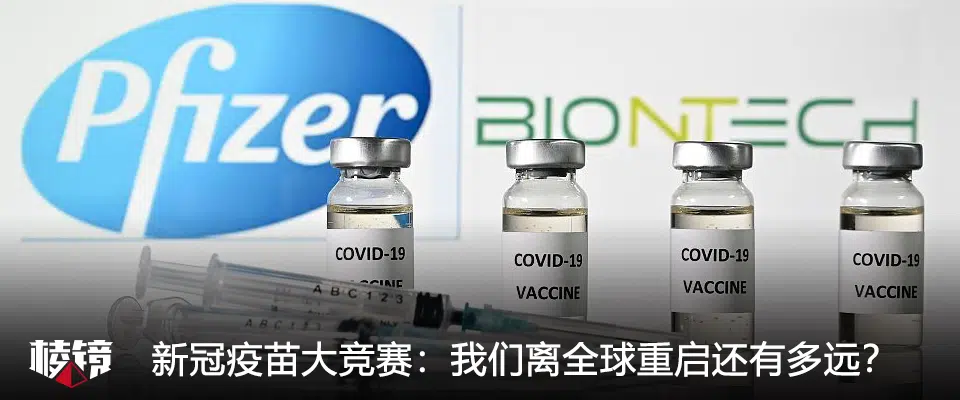 Pfizer
BIONTECH
COVID-19
VACCINE
COVID-19
VACCINE
COVID-19
VACCINE
COVID-19
VACCINE
ABC123
ABC123
棱镜
新冠疫苗大竞赛：我们离全球重启还有多远？